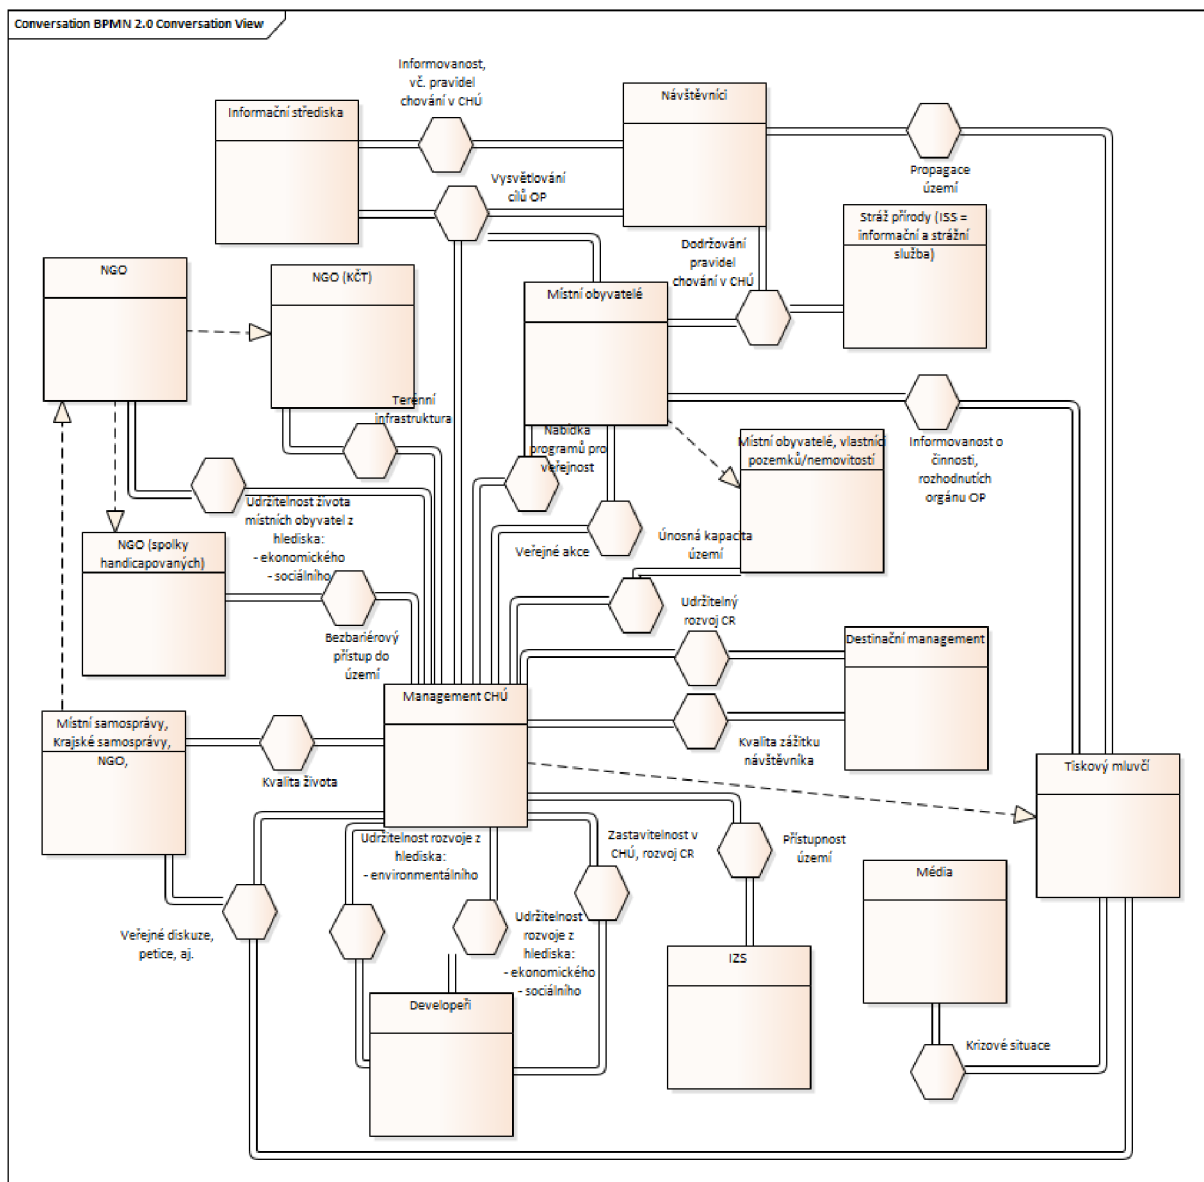 Conversation BPMN 2.0 Conversation View
Informovanost,
vč. pravidel
chování v CHÚ
Informační střediska
Návštěvníci
Propagace
území
Vysvětlování
cílů OP
Stráž přírody (ISS =
informační a strážní
služba)
Dodržování
pravidel
chování v CHÚ
NGO
NGO (KČT)
Místní obyvatelé
Terénní
infrastruktura
Nabídka
programů pro
veřejnost
Místní obyvatelé, vlastníci
pozemků/nemovitostí
Informovanost o
činnosti,
rozhodnutích
orgánu OP
Udržitelnost života
místních obyvatel z
hlediska:
- ekonomického
- sociálního
NGO (spolky
handicapovaných)
Veřejné akce
Únosná kapacita
území
Udržitelný
rozvoj CR
Bezbariérový
přístup do
území
Destinační management
Management CHÚ
Místní samosprávy,
Krajské samosprávy,
NGO,
Kvalita života
Kvalita zážitku
návštěvníka
Tiskový mluvčí
Udržitelnost rozvoje z
hlediska:
- environmentálního
Zastavitelnost v
CHÚ, rozvoj CR
Přístupnost
území
Média
Veřejné diskuze,
petice, aj.
Udržitelnost
rozvoje z
hlediska:
- ekonomického
- sociálního
IZS
Developeři
Krizové situace